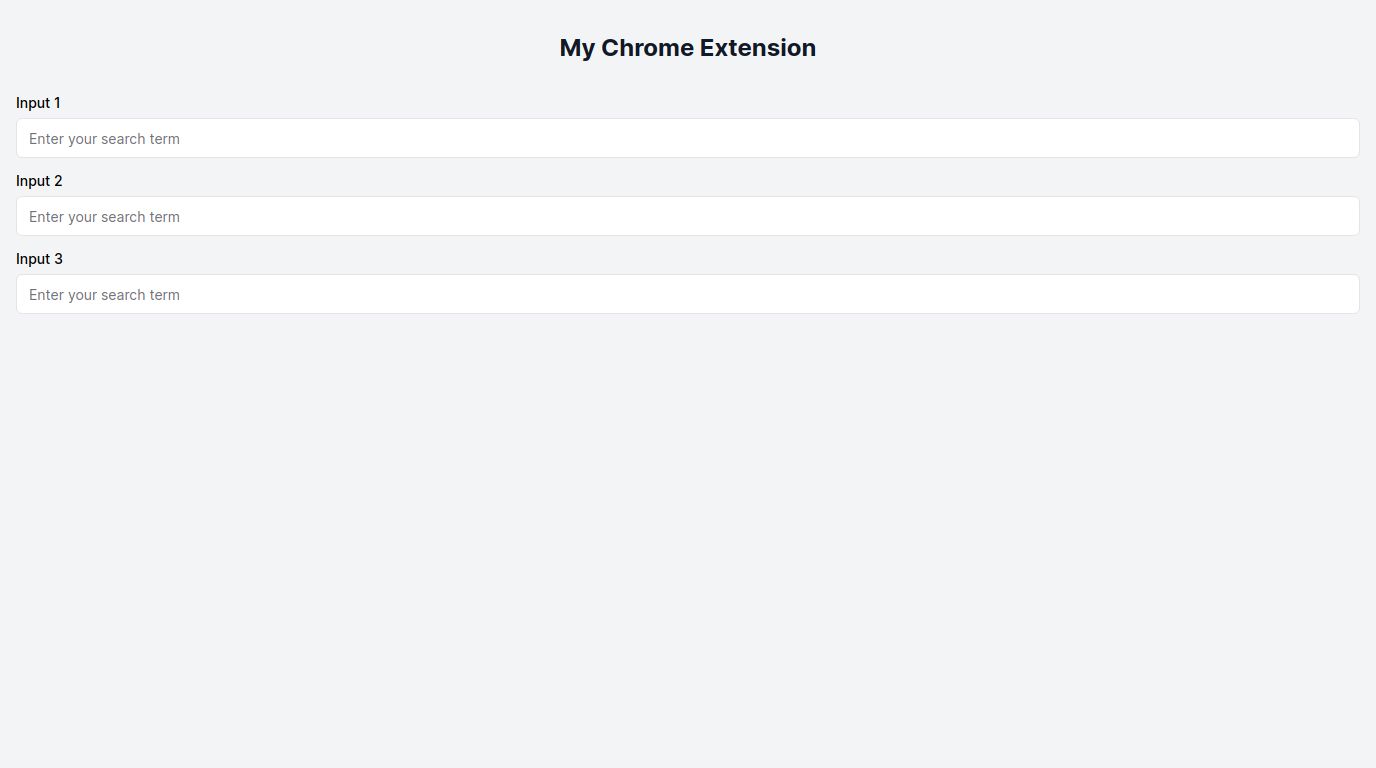 My Chrome Extension
Input 1
Enter your search term
Input 2
Enter your search term
Input 3
Enter your search term